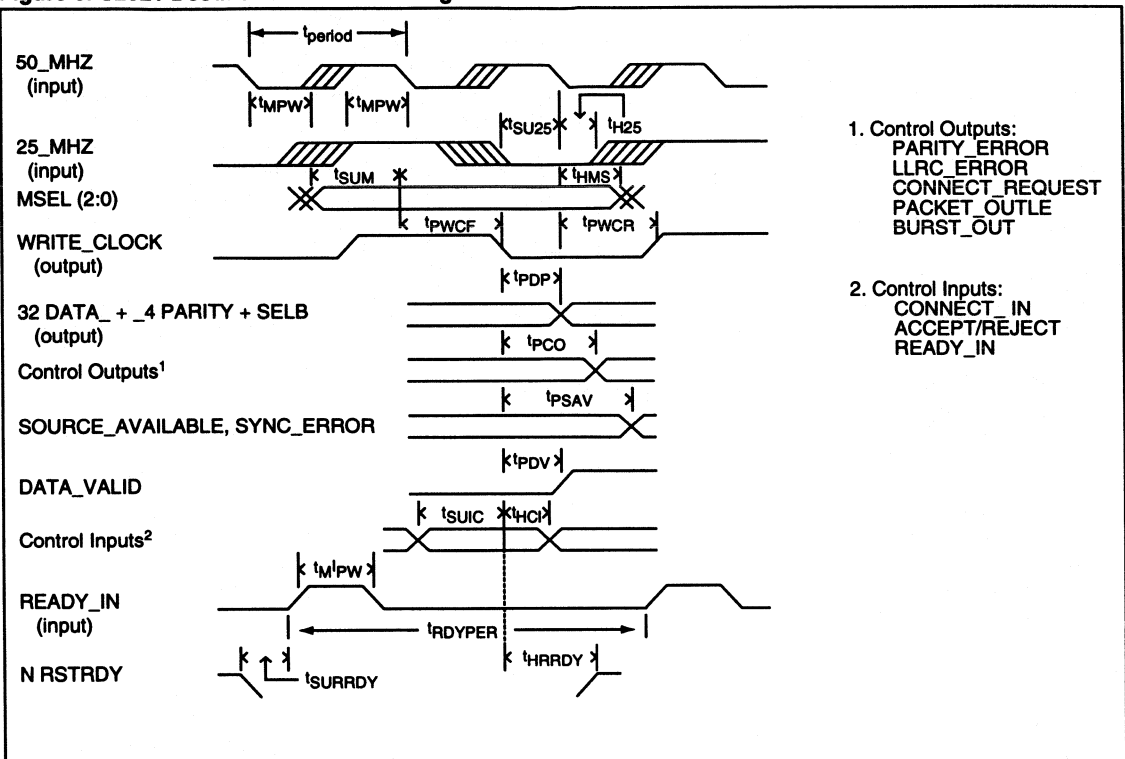 tperiod
50_MHZ
(input)
tMPW tMPW
tSU25 tH25
25_MHZ
(input)
tSUM tHMS
MSEL (2:0)
tPWCF tPWCR
WRITE_CLOCK
(output)
tPDP
32 DATA_ + _4 PARITY + SELB
(output)
tPCO
Control Outputs1
tPSAV
SOURCE_AVAILABLE, SYNC_ERROR
tPDV
DATA_VALID
tSUIC tHCI
Control Inputs2
tMIPW
READY_IN
(input)
tRDYPER
tHRRDY
N RSTRDY
tSURRDY
1. Control Outputs:
PARITY_ERROR
LLRC_ERROR
CONNECT_REQUEST
PACKET_OUTLE
BURST_OUT
2. Control Inputs:
CONNECT_ IN
ACCEPT/REJECT
READY_IN